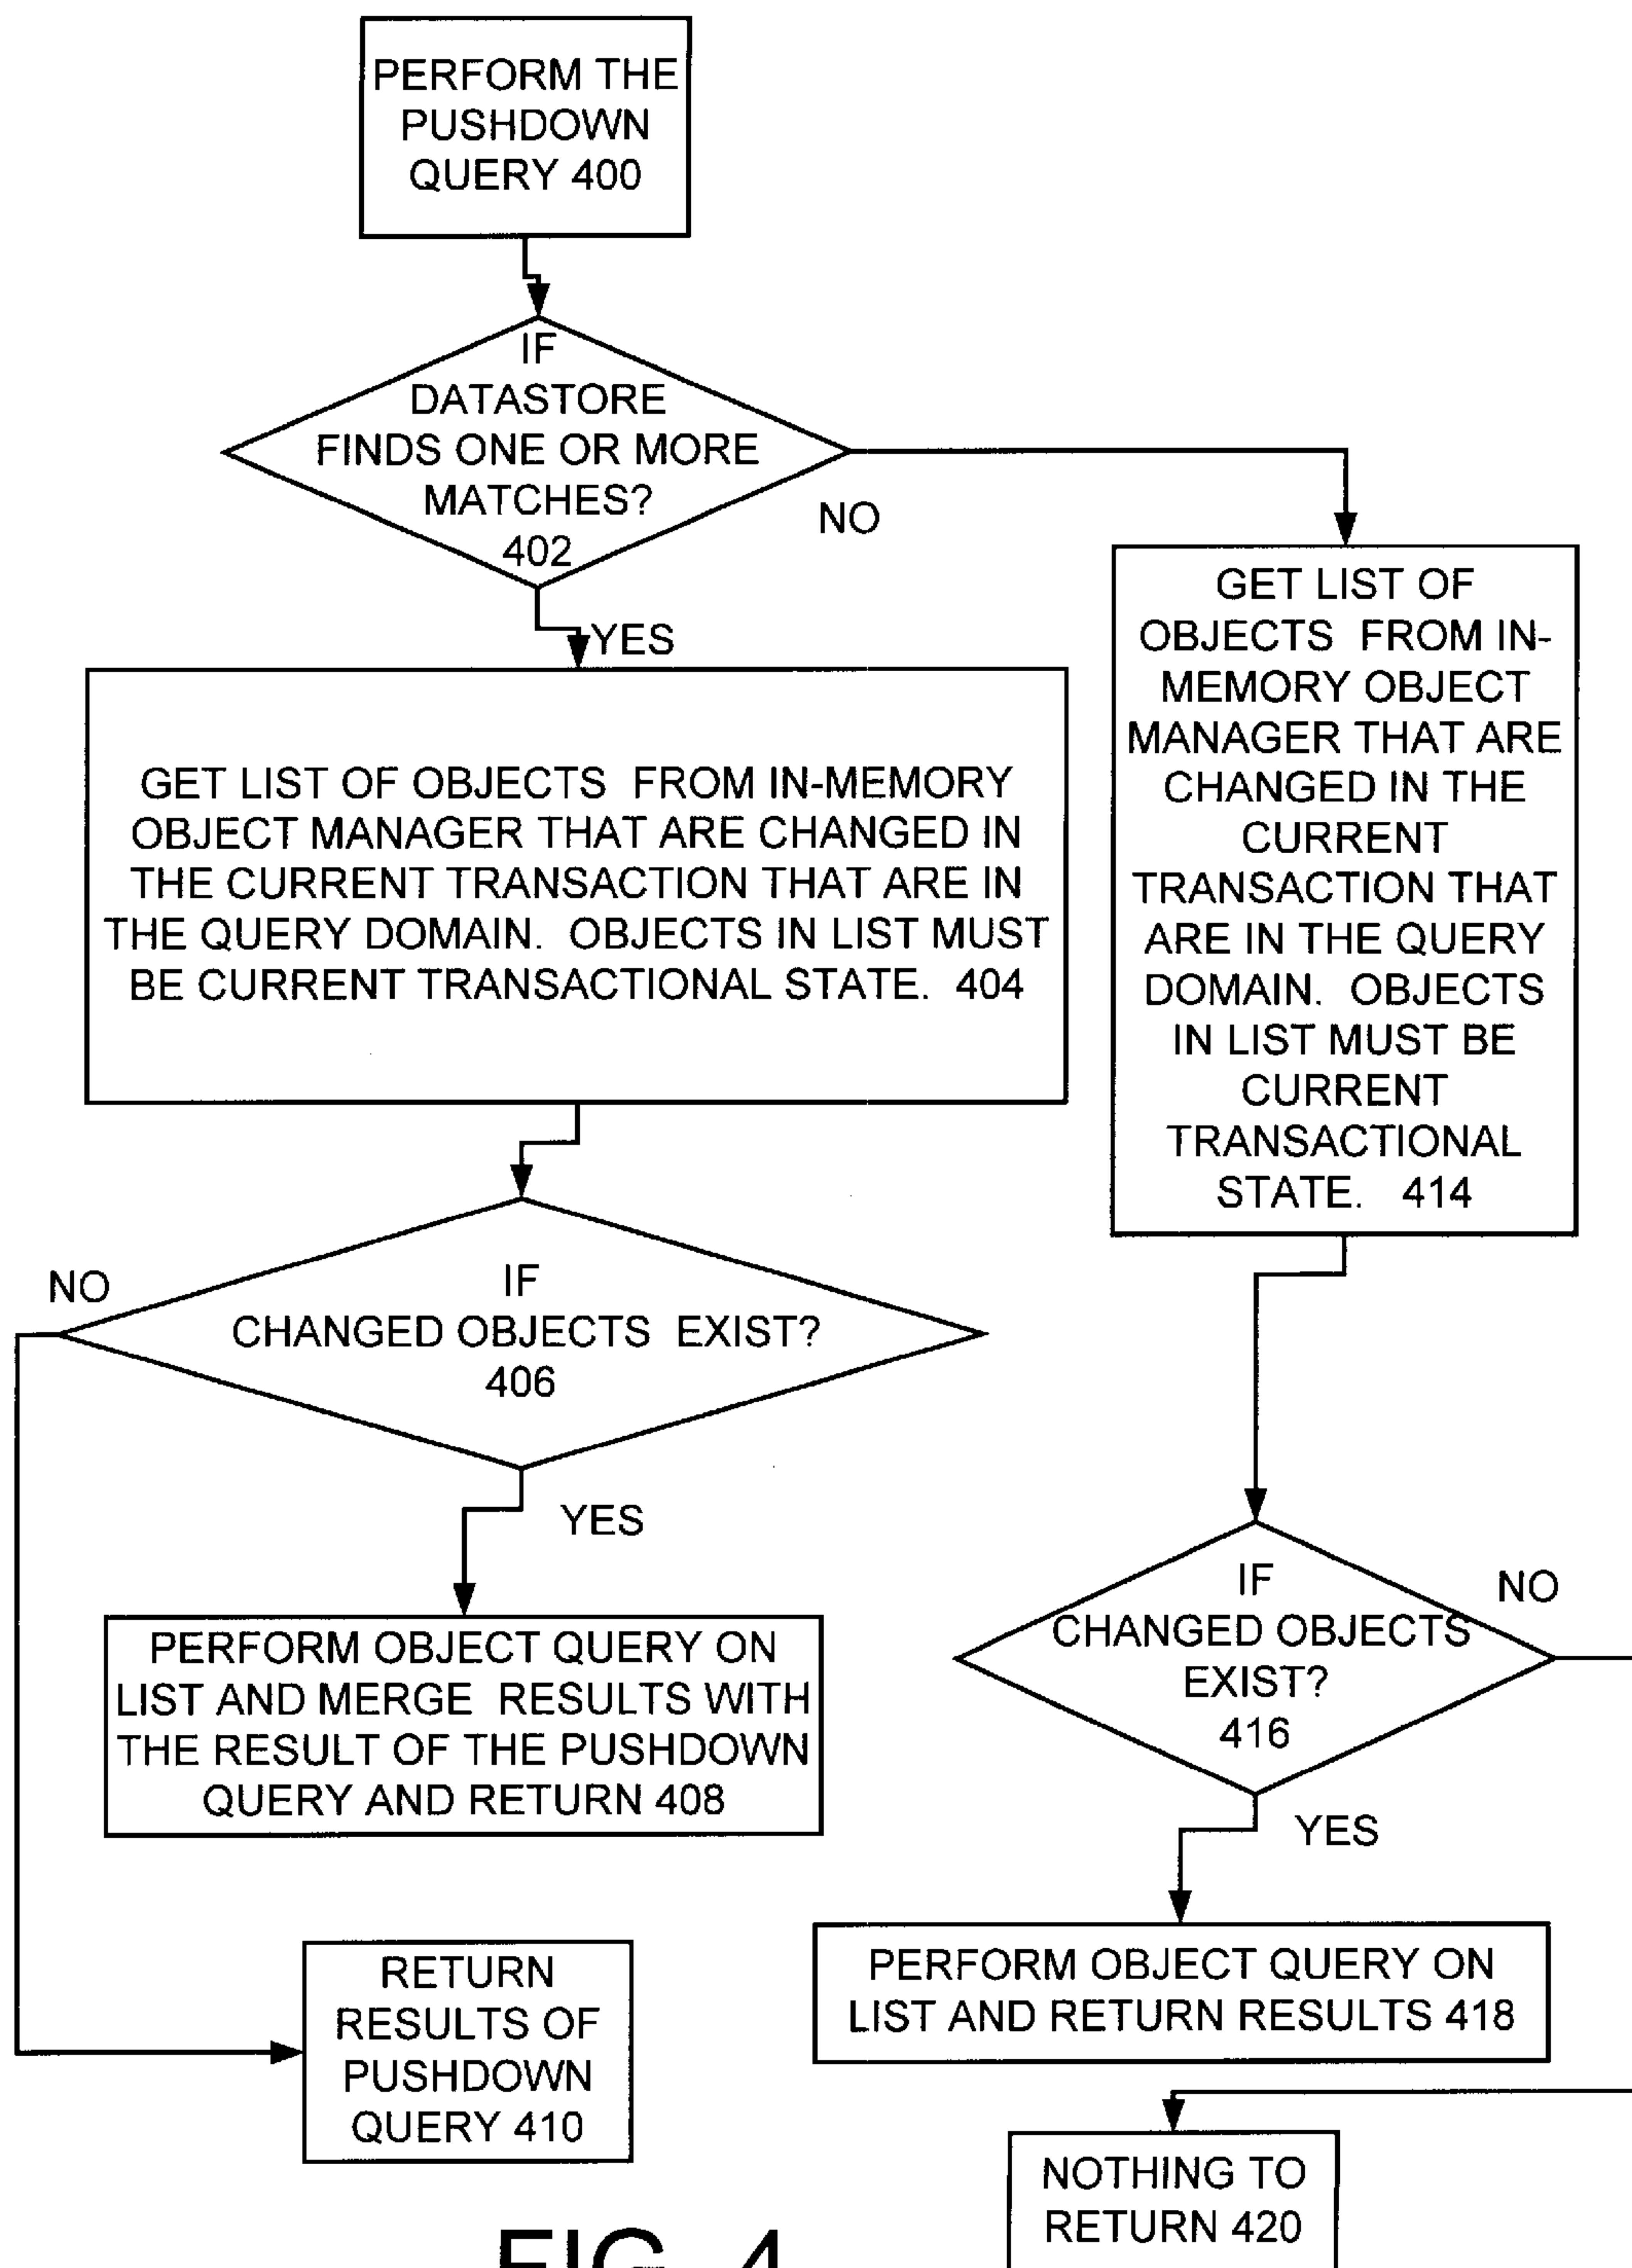 PERFORM THE
PUSHDOWN
QUERY 400
IF
DATASTORE
FINDS ONE OR MORE
MATCHES?
402
NO
YES
GET LIST OF OBJECTS FROM IN-MEMORY
OBJECT MANAGER THAT ARE CHANGED IN
THE CURRENT TRANSACTION THAT ARE IN
THE QUERY DOMAIN. OBJECTS IN LIST MUST
BE CURRENT TRANSACTIONAL STATE. 404
GET LIST OF
OBJECTS FROM IN-
MEMORY OBJECT
MANAGER THAT ARE
CHANGED IN THE
CURRENT
TRANSACTION THAT
ARE IN THE QUERY
DOMAIN. OBJECTS
IN LIST MUST BE
CURRENT
TRANSACTIONAL
STATE. 414
NO
IF
CHANGED OBJECTS EXIST?
406
YES
PERFORM OBJECT QUERY ON
LIST AND MERGE RESULTS WITH
THE RESULT OF THE PUSHDOWN
QUERY AND RETURN 408
RETURN
RESULTS OF
PUSHDOWN
QUERY 410
IF
CHANGED OBJECTS
EXIST?
416
NO
YES
PERFORM OBJECT QUERY ON
LIST AND RETURN RESULTS 418
NOTHING TO
RETURN 420
FIG. 4